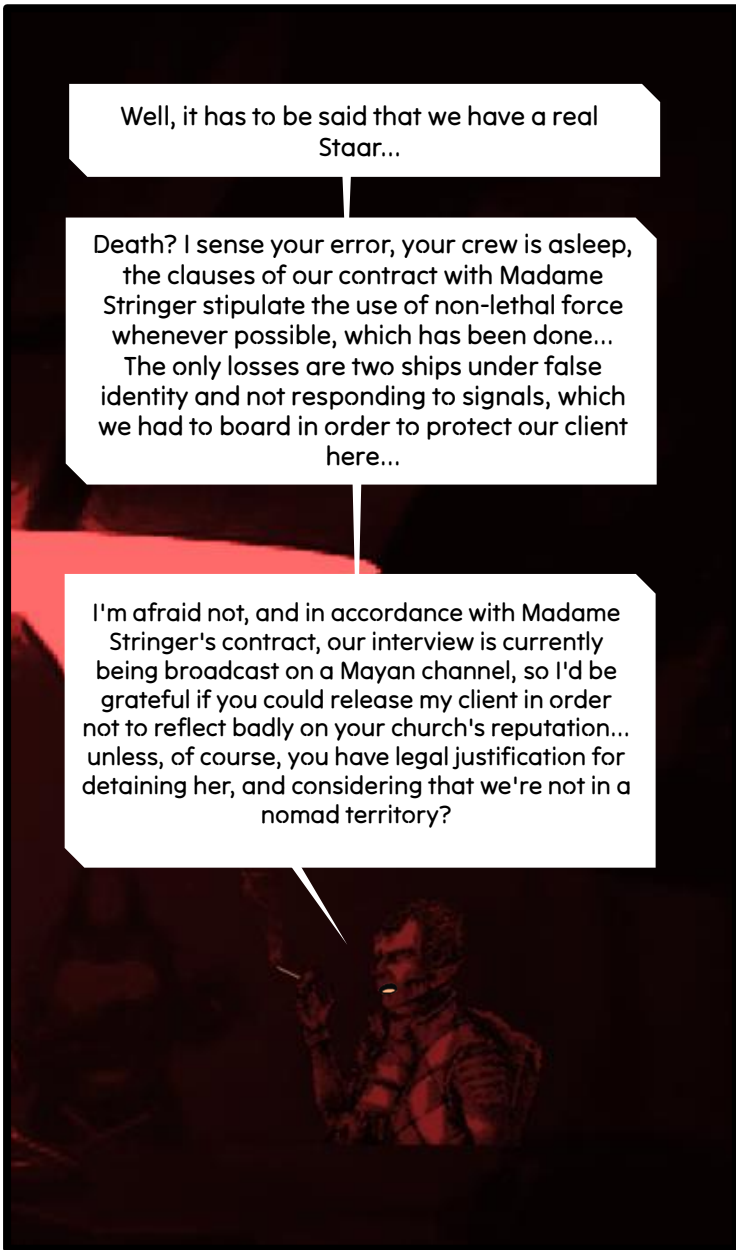 Well, it has to be said that we have a real
Staar...
Death? I sense your error, your crew is asleep,
the clauses of our contract with Madame
Stringer stipulate the use of non-lethal force
whenever possible, which has been done...
The only losses are two ships under false
identity and not responding to signals, which
we had to board in order to protect our client
here...
I'm afraid not, and in accordance with Madame
Stringer's contract, our interview is currently
being broadcast on a Mayan channel, so I'd be
grateful if you could release my client in order
not to reflect badly on your church's reputation...
unless, of course, you have legal justification for
detaining her, and considering that we're not in a
nomad territory?